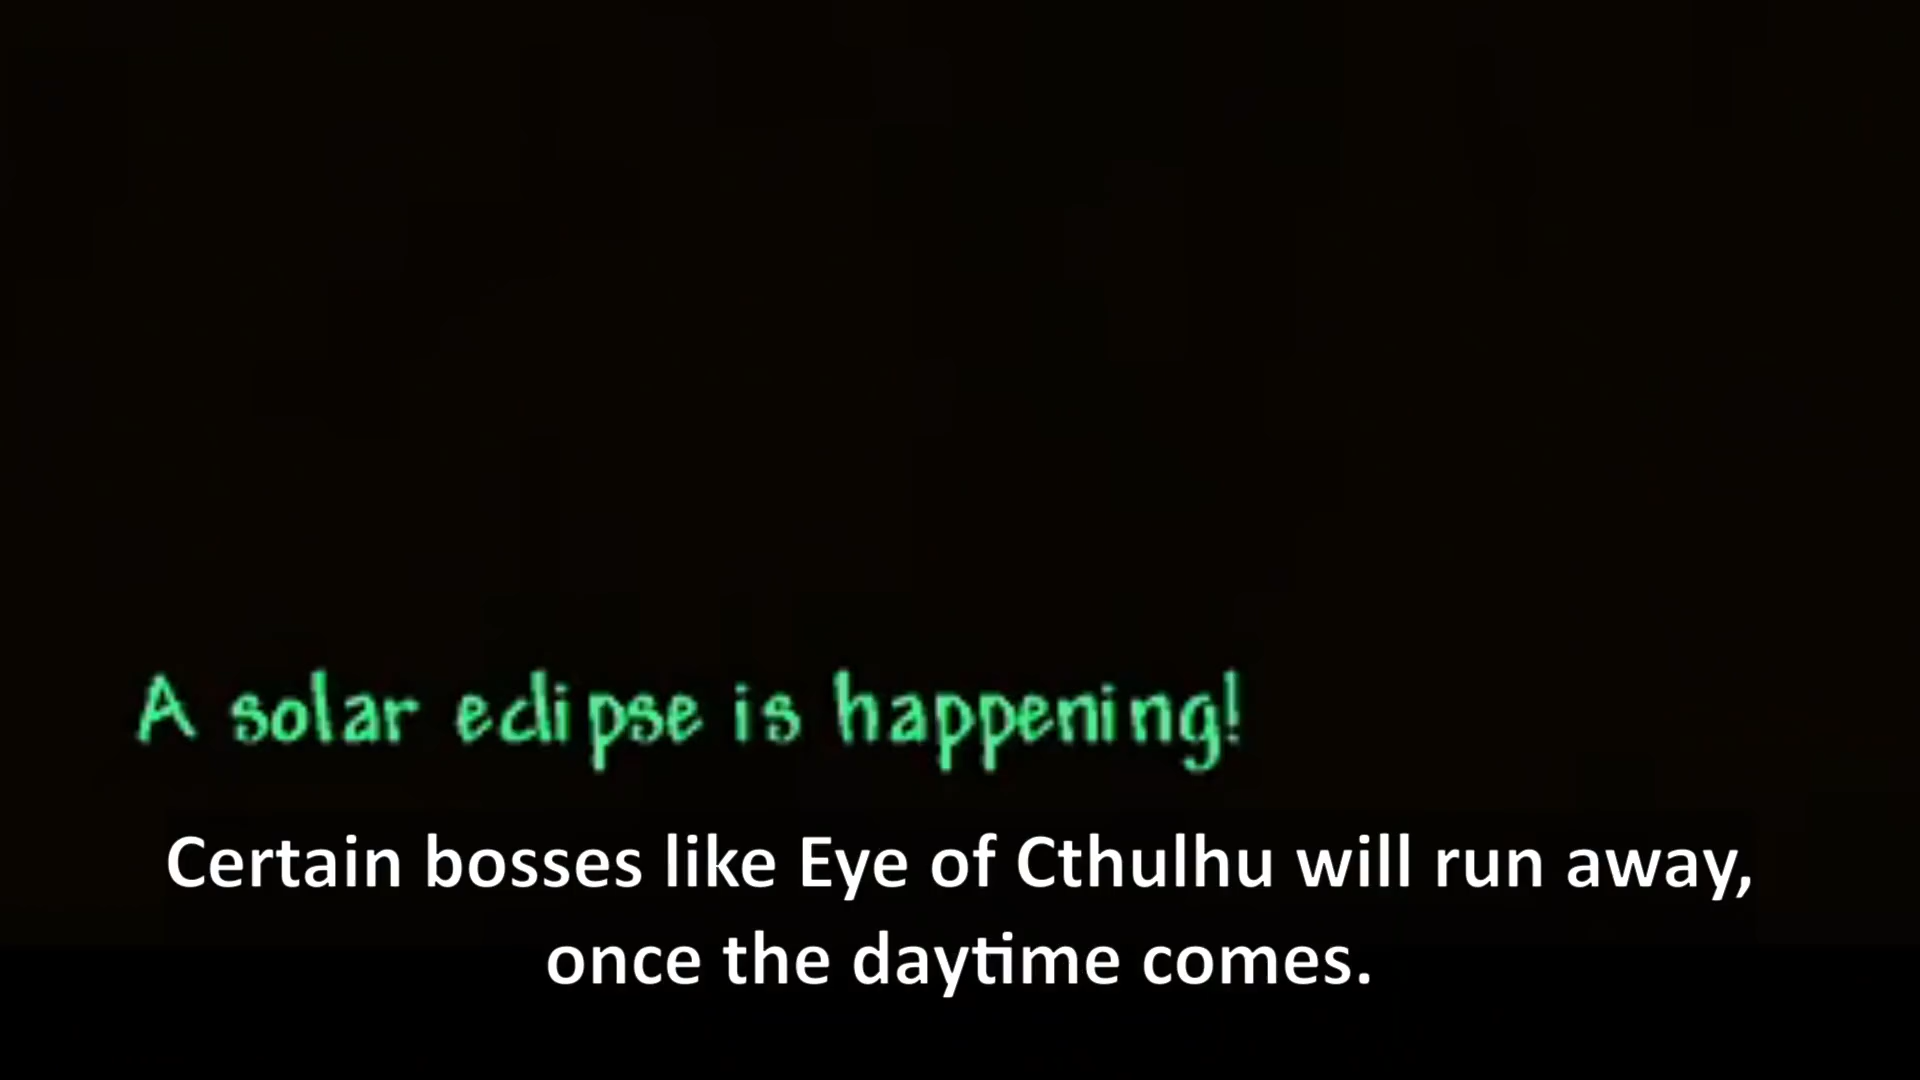 A solar eclipse is happening!
Certain bosses like Eye of Cthulhu will run away,
once the daytime comes.